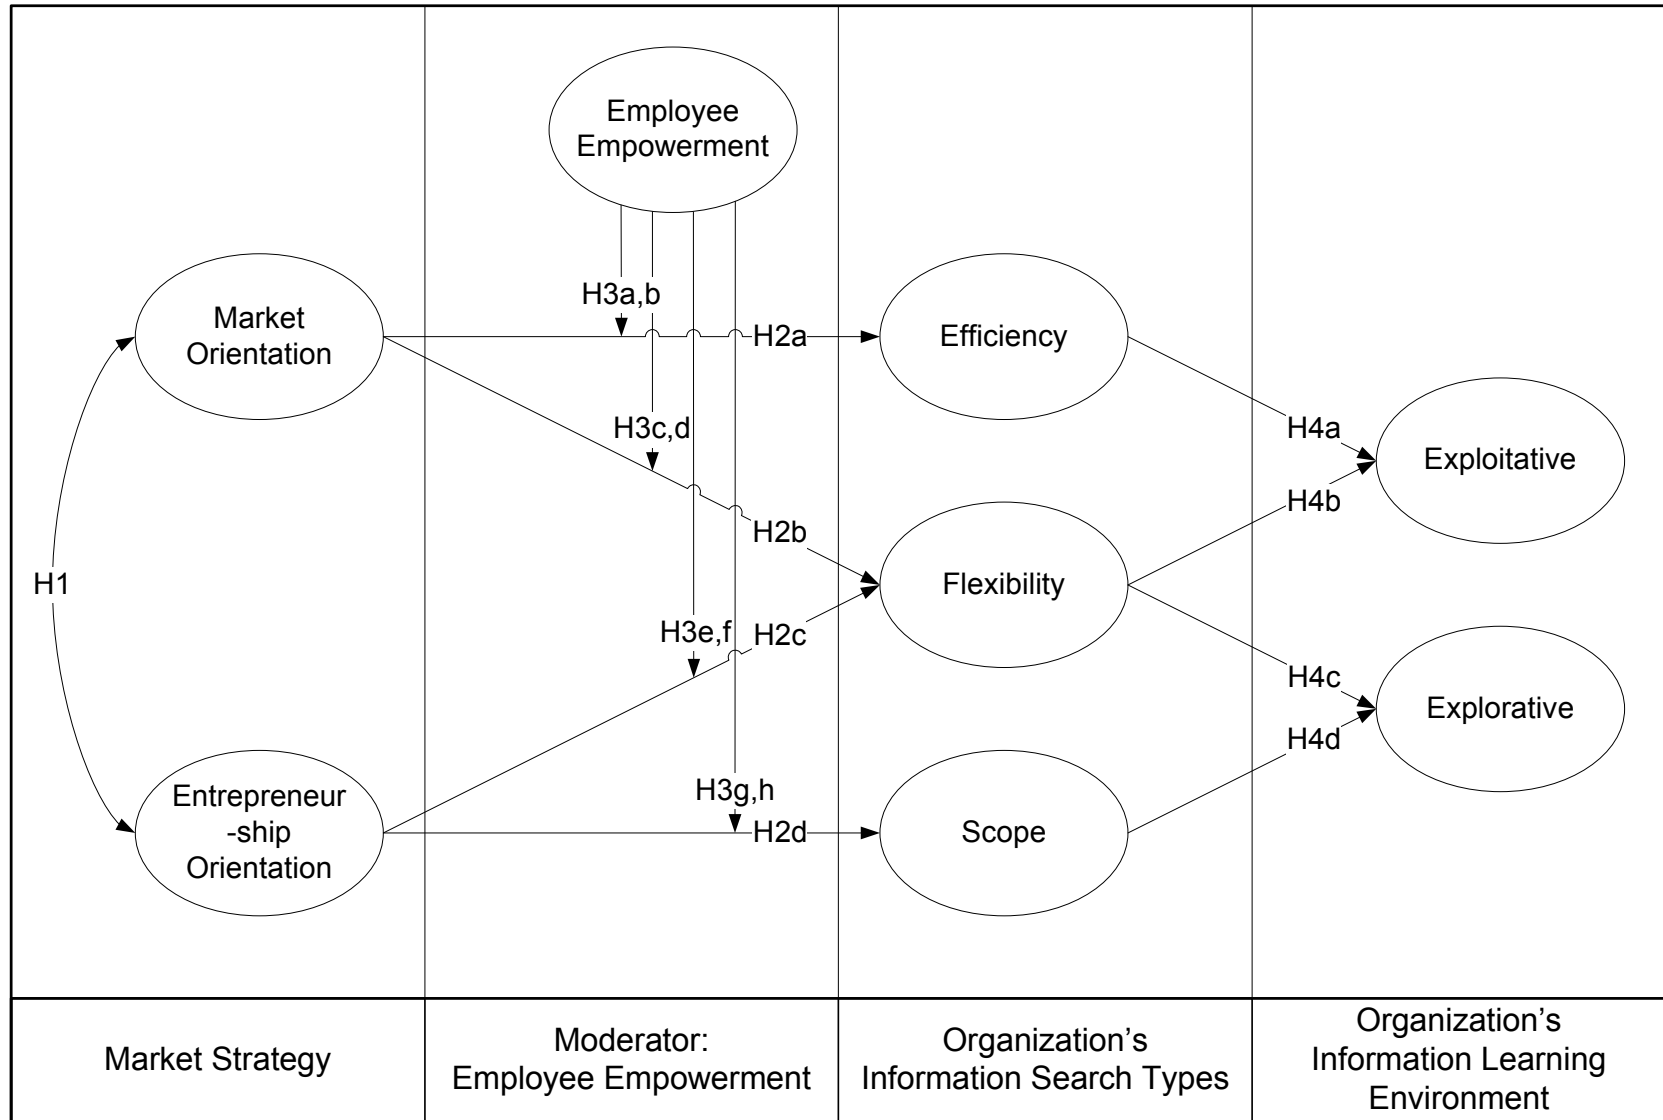 Employee
Empowerment
H3a,b
Market
Orientation
H2a
Efficiency
H3c,d
H4a
Exploitative
H4b
H2b
H1
Flexibility
H3e,f
H2c
H4c
Explorative
H4d
H3g,h
Entrepreneur
-ship
Orientation
H2d
Scope
Market Strategy
Moderator:
Employee Empowerment
Organization’s
Information Search Types
Organization’s
Information Learning
Environment